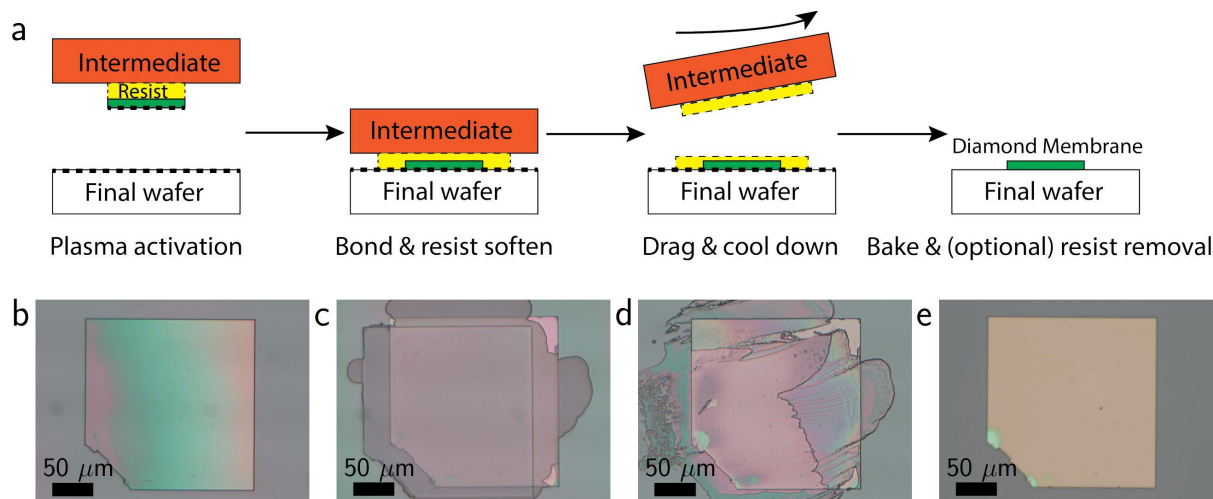 a
Intermediate
Resist
Final wafer
Plasma activation
Intermediate
Final wafer
Bond & resist soften
Intermediate
Final wafer
Drag & cool down
Diamond Membrane
Final wafer
Bake & (optional) resist removal
b
50 μm
c
50 μm
d
50 μm
e
50 μm